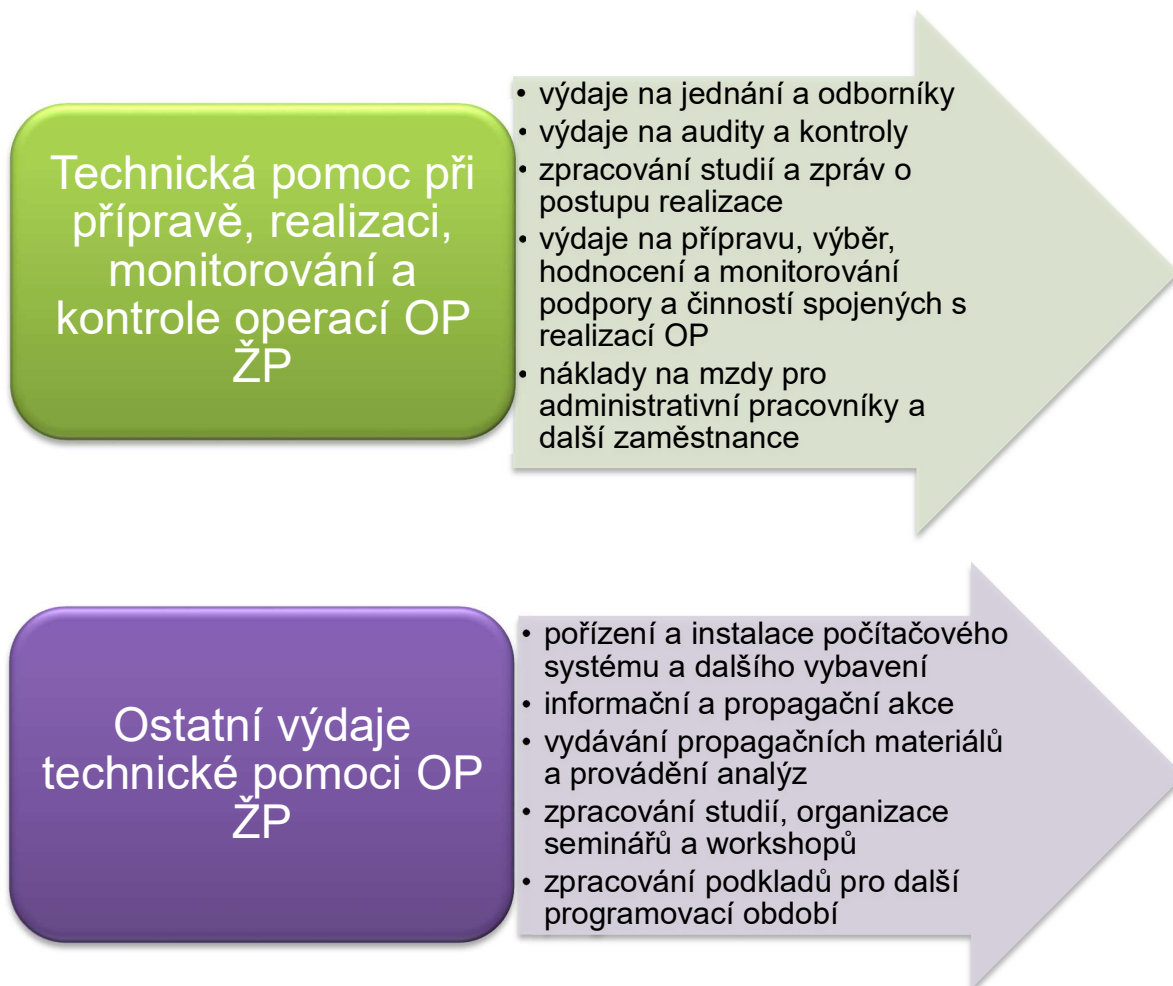 Technická pomoc při
přípravě, realizaci,
monitorování a
kontrole operací OP
ŽP
• výdaje na jednání a odborníky
• výdaje na audity a kontroly
• zpracování studií a zpráv o
postupu realizace
• výdaje na přípravu, výběr,
hodnocení a monitorování
podpory a činností spojených s
realizací OP
• náklady na mzdy pro
administrativní pracovníky a
další zaměstnance
Ostatní výdaje
technické pomoci OP
ŽP
• pořízení a instalace počítačového
systému a dalšího vybavení
• informační a propagační akce
• vydávání propagačních materiálů
a provádění analýz
• zpracování studií, organizace
seminářů a workshopů
• zpracování podkladů pro další
programovací období